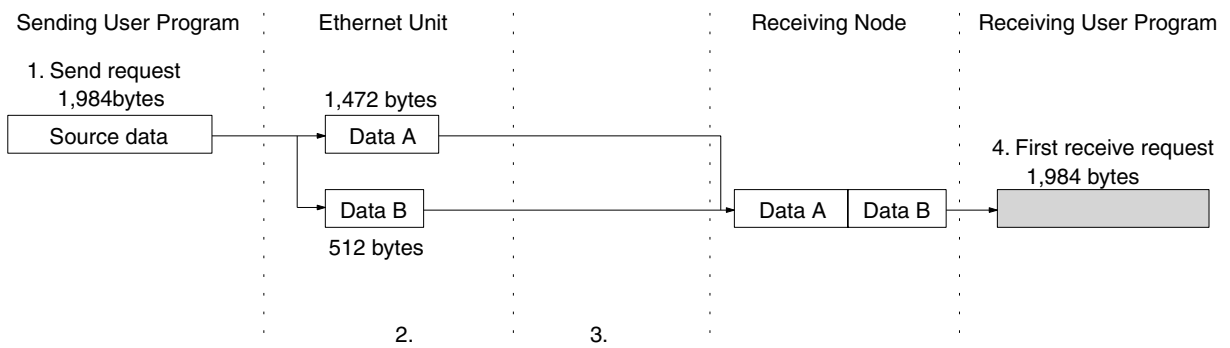 Sending User Program
Ethernet Unit
Receiving Node
Receiving User Program
1. Send request
1,984bytes
Source data
1,472 bytes
Data A
Data B
512 bytes
Data A
Data B
4. First receive request
1,984 bytes
2.
3.